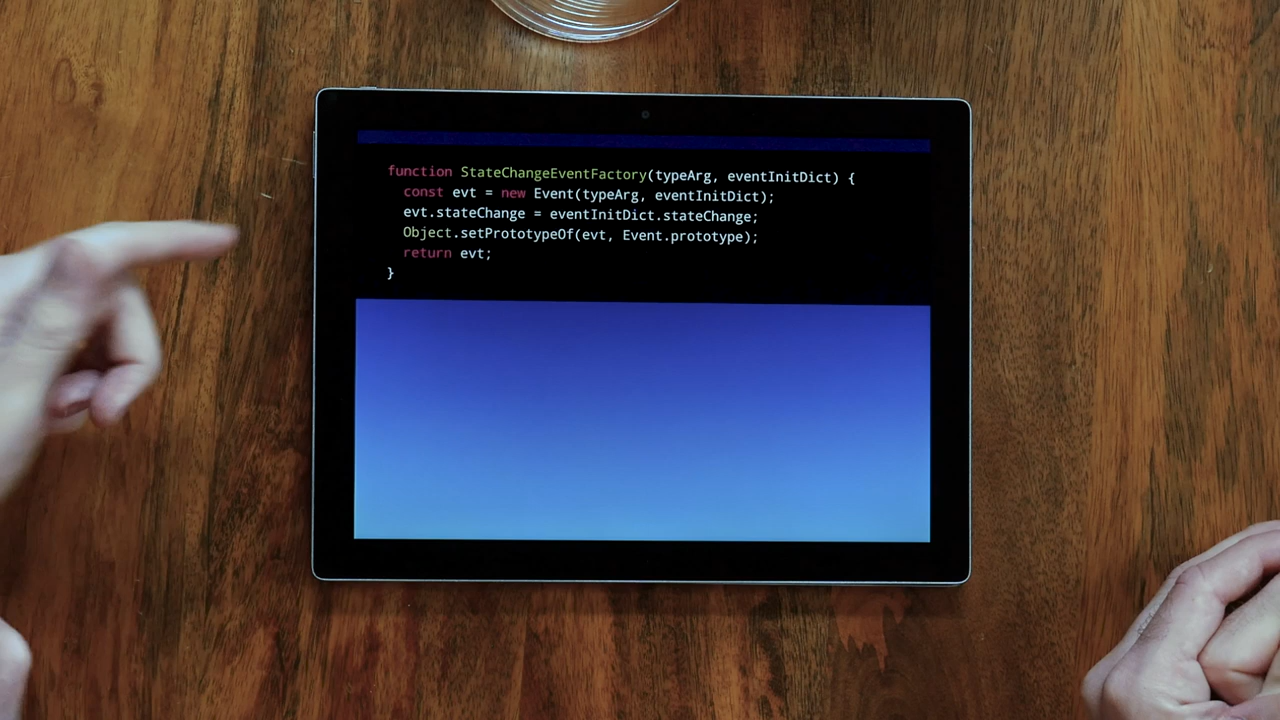 function StateChangeEventFactory(typeArg, eventInitDict) {
const evt = new Event(typeArg, eventInitDict);
evt.stateChange = eventInitDict.stateChange;
Object.setPrototypeOf(evt, Event.prototype);
return evt;
}